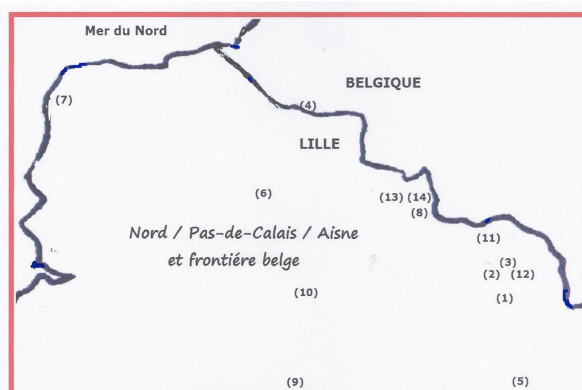 Mer du Nord
BELGIQUE
(7)
(4)
LILLE
(6)
(13) (14)
(8)
Nord / Pas-de-Calais / Aisne
et frontiére belge
(11)
(3)
(2) (12)
(10)
(1)
(9)
(5)